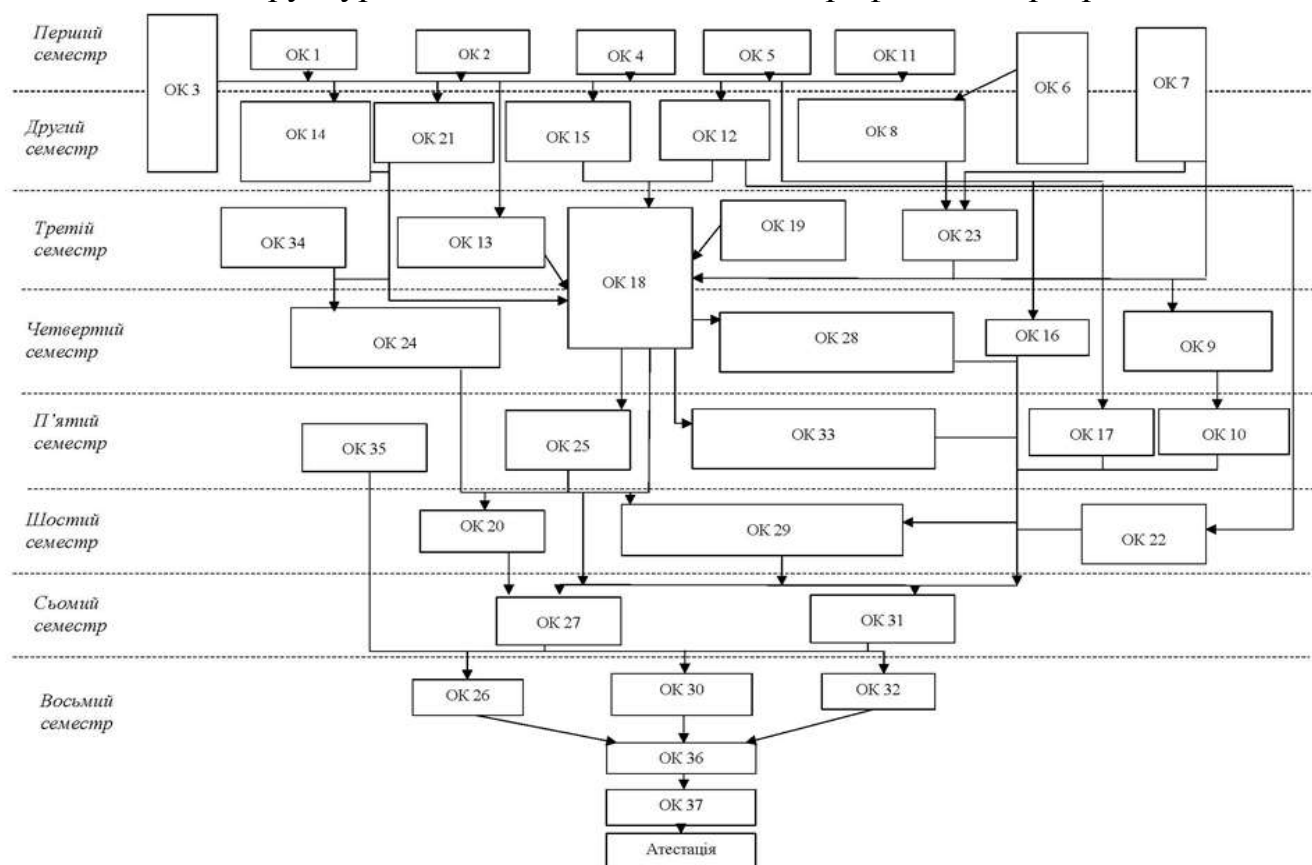 Перший
семестр
ОК 1
ОК 2
ОК 4
ОК 5
ОК 11
ОК 3
ОК 6
ОК 7
Другий
семестр
ОК 14
ОК 21
ОК 15
ОК 12
ОК 8
Третій
семестр
ОК 34
ОК 13
ОК 18
ОК 19
ОК 23
Четвертий
семестр
ОК 24
ОК 28
ОК 16
ОК 9
П’ятий
семестр
ОК 35
ОК 25
ОК 33
ОК 17
ОК 10
Шостий
семестр
ОК 20
ОК 29
ОК 22
Сьомий
семестр
ОК 27
ОК 31
Восьмий
семестр
ОК 26
ОК 30
ОК 32
ОК 36
ОК 37
Атестація